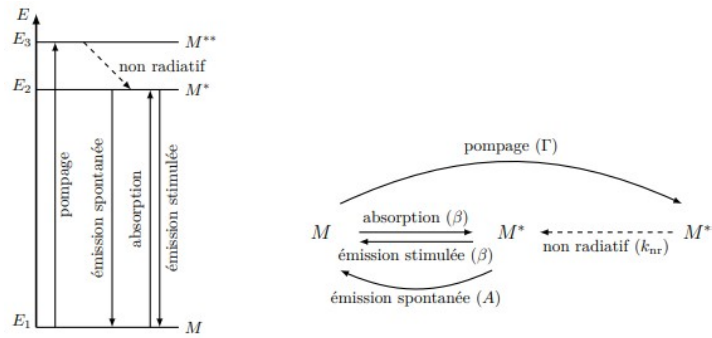 E
E3 M**
non radiatif
E2 M*
pompage
émission spontanée
absorption
émission stimulée
E1 M
pompage (Γ)
M absorption (β) M* M*
émission stimulée (β) non radiatif (knr)
émission spontanée (A)